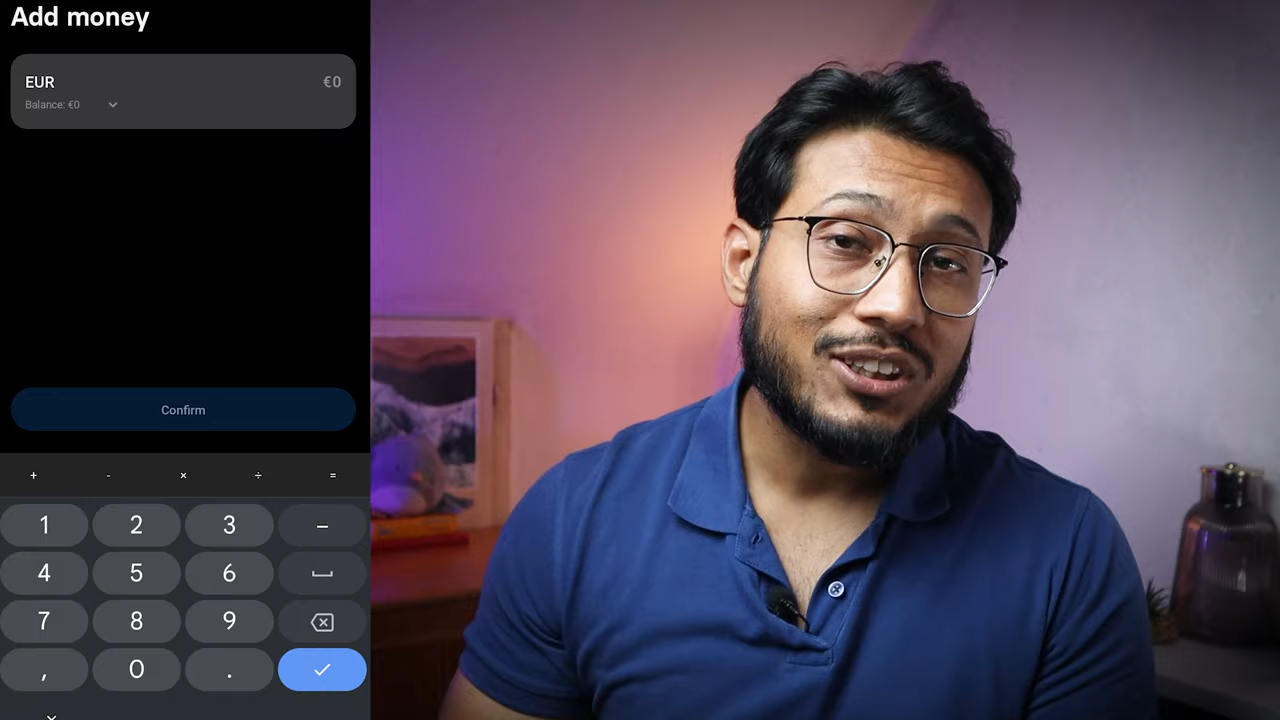 Add money
EUR €0
Balance: €0
Confirm
+ - × ÷ =
1 2 3 –
4 5 6
7 8 9
, 0 .